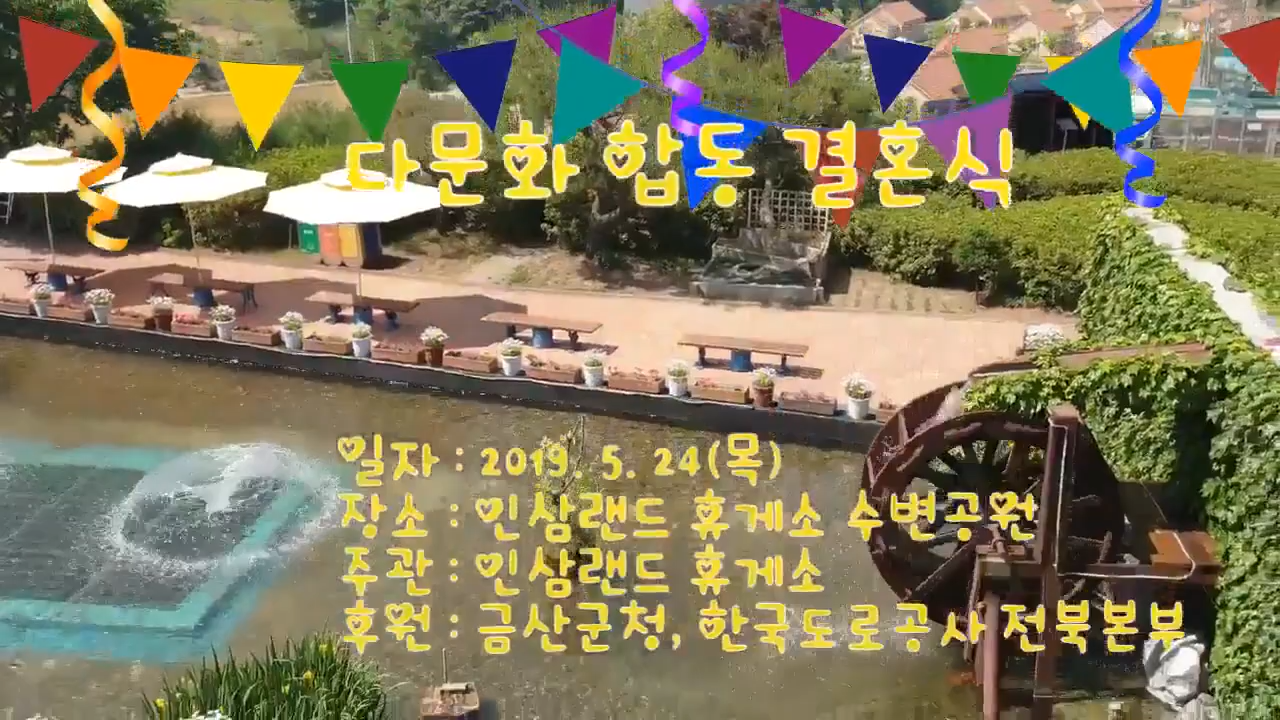 다문화 합동 결혼식
일자 : 2019. 5. 24(목)
장소 : 인삼랜드 휴게소 수변공원
주관 : 인삼랜드 휴게소
후원 : 금산군청, 한국도로공사 전북본부